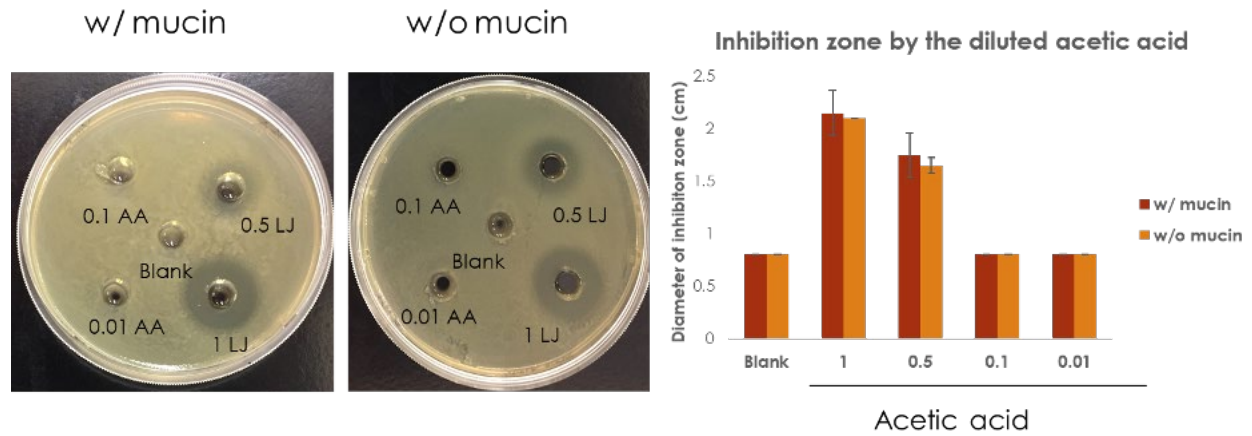 w/ mucin
w/o mucin
0.1 AA
0.5 LJ
Blank
0.01 AA
1 LJ
0.1 AA
0.5 LJ
Blank
0.01 AA
1 LJ
Inhibition zone by the diluted acetic acid
Diameter of inhibiton zone (cm)
2.5
2
1.5
1
0.5
0
Blank
1
0.5
0.1
0.01
Acetic acid
w/ mucin
w/o mucin